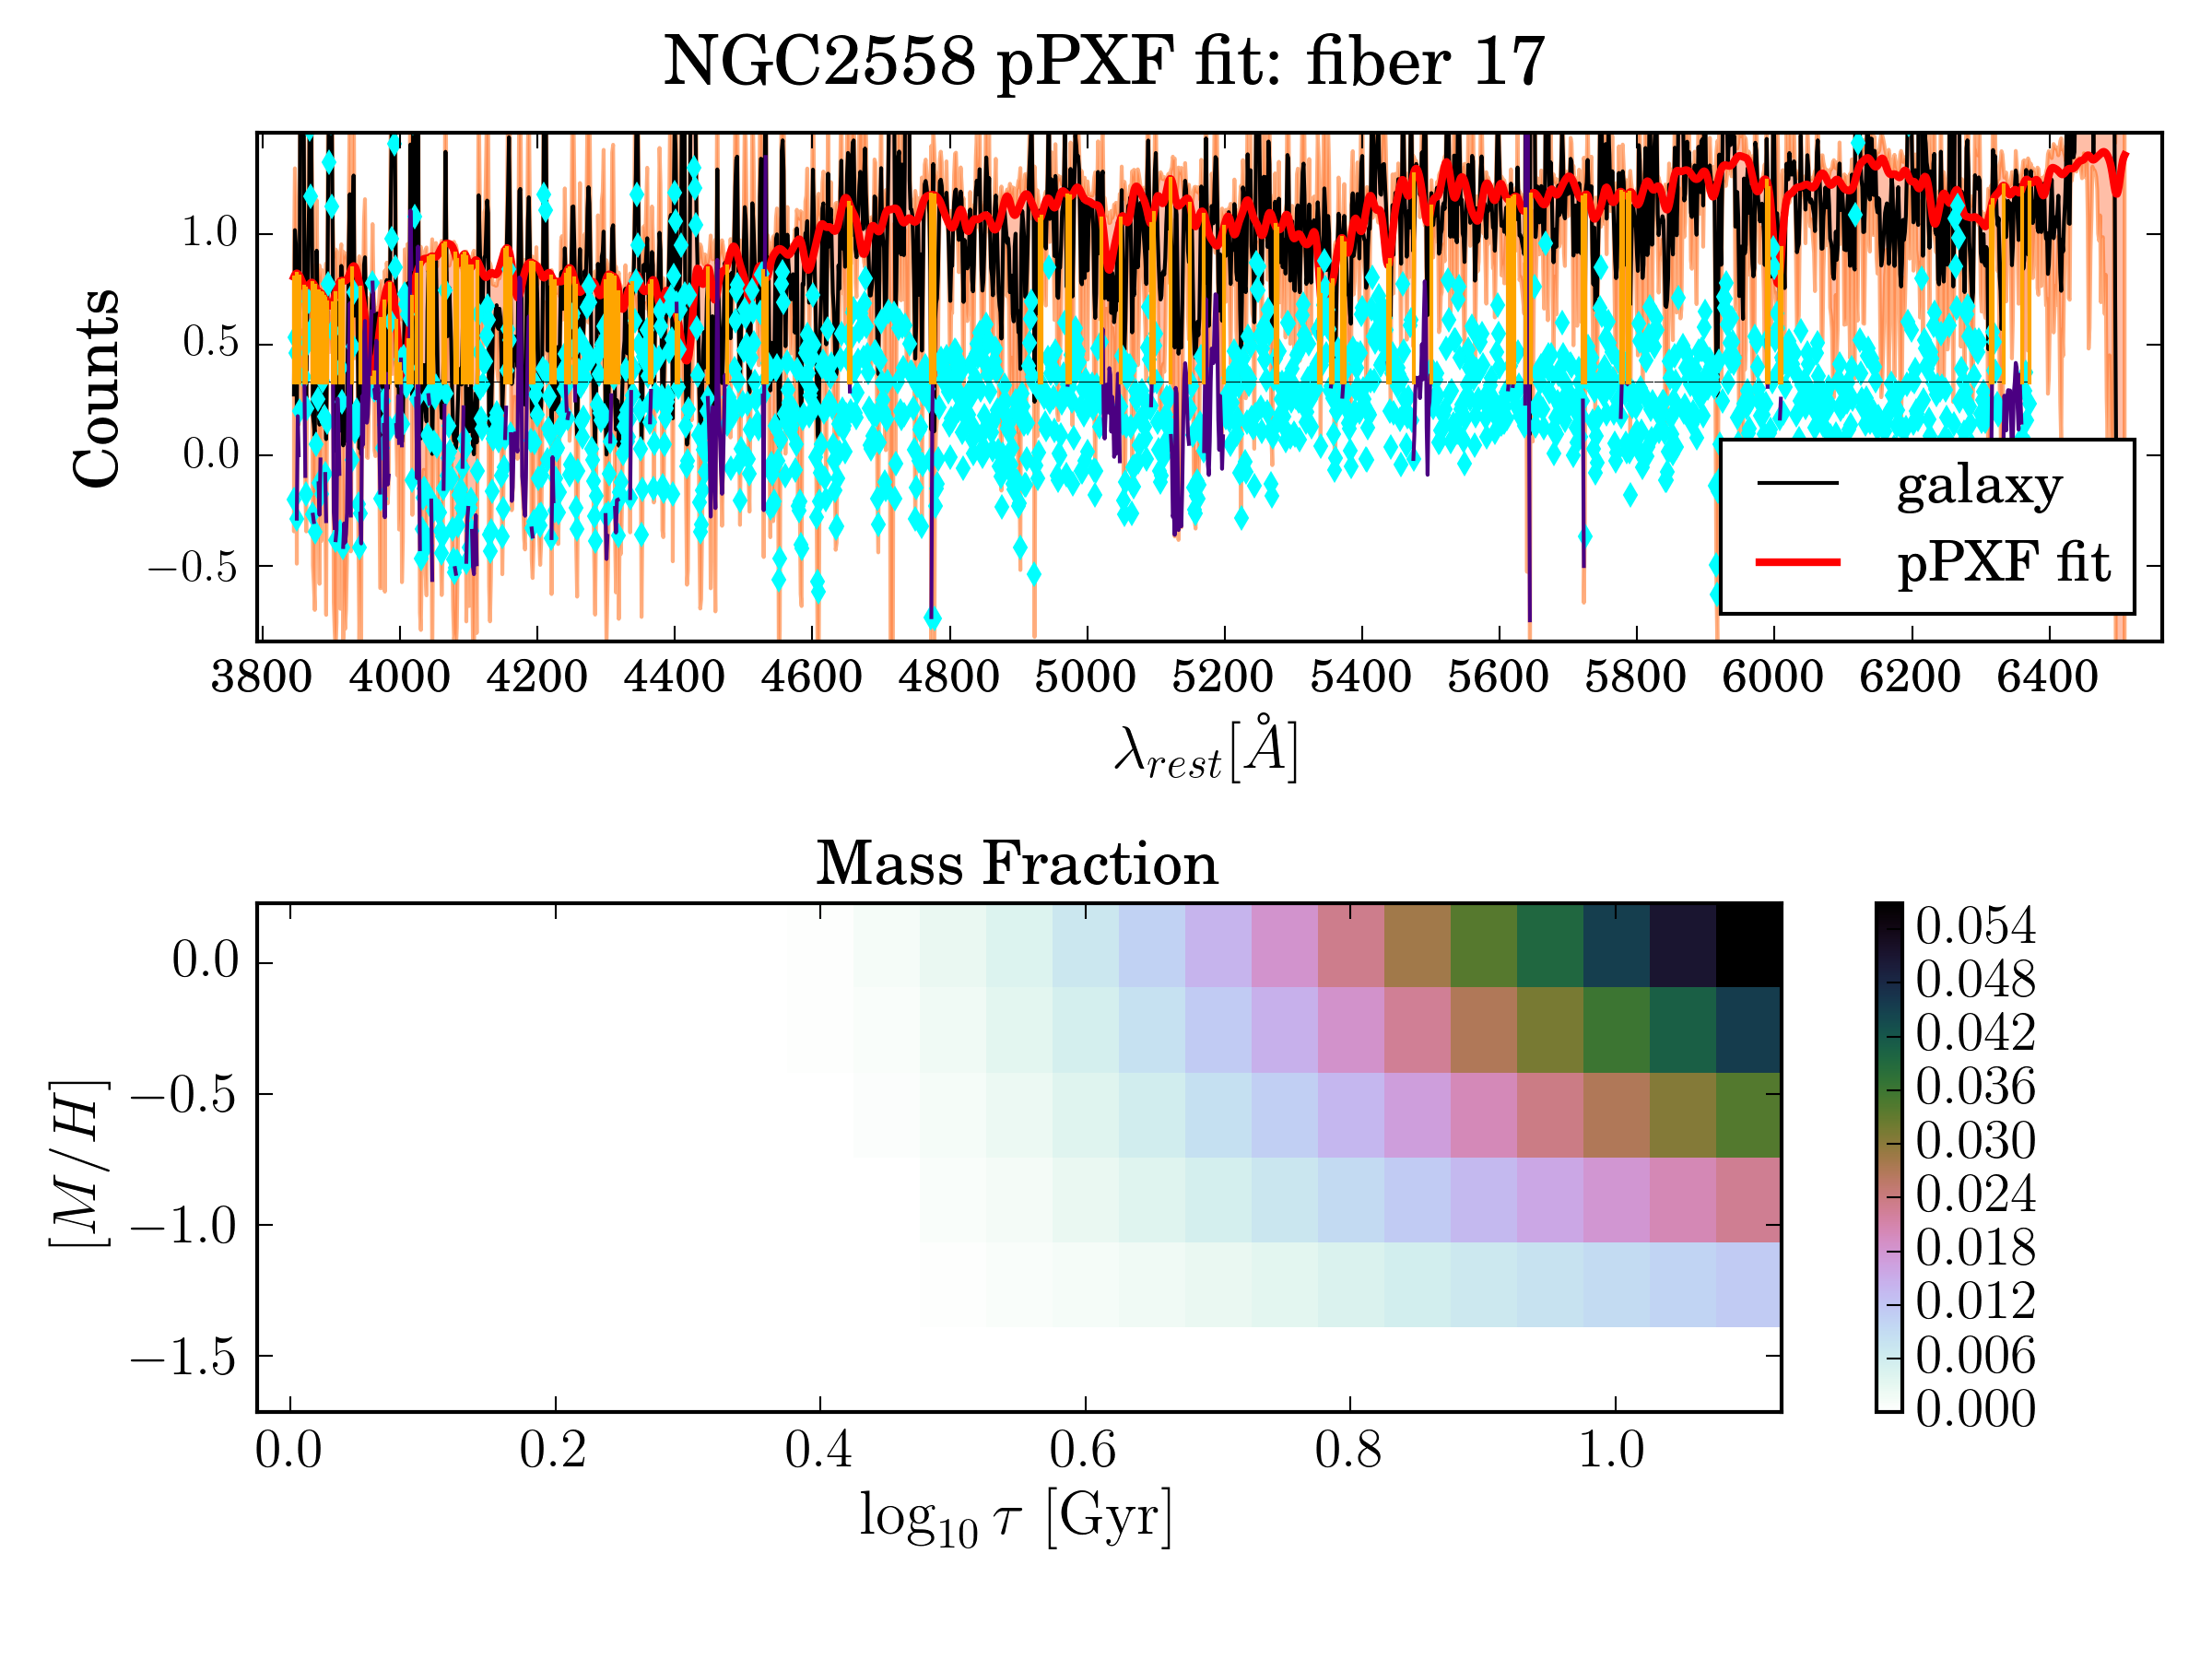 NGC2558 pPXF fit: fiber 17
Counts
1.0
0.5
0.0
−0.5
galaxy
pPXF fit
3800 4000 4200 4400 4600 4800 5000 5200 5400 5600 5800 6000 6200 6400
λrest[Å]
Mass Fraction
[M/H]
0.0
−0.5
−1.0
−1.5
0.0 0.2 0.4 0.6 0.8 1.0
log10 τ [Gyr]
0.054
0.048
0.042
0.036
0.030
0.024
0.018
0.012
0.006
0.000